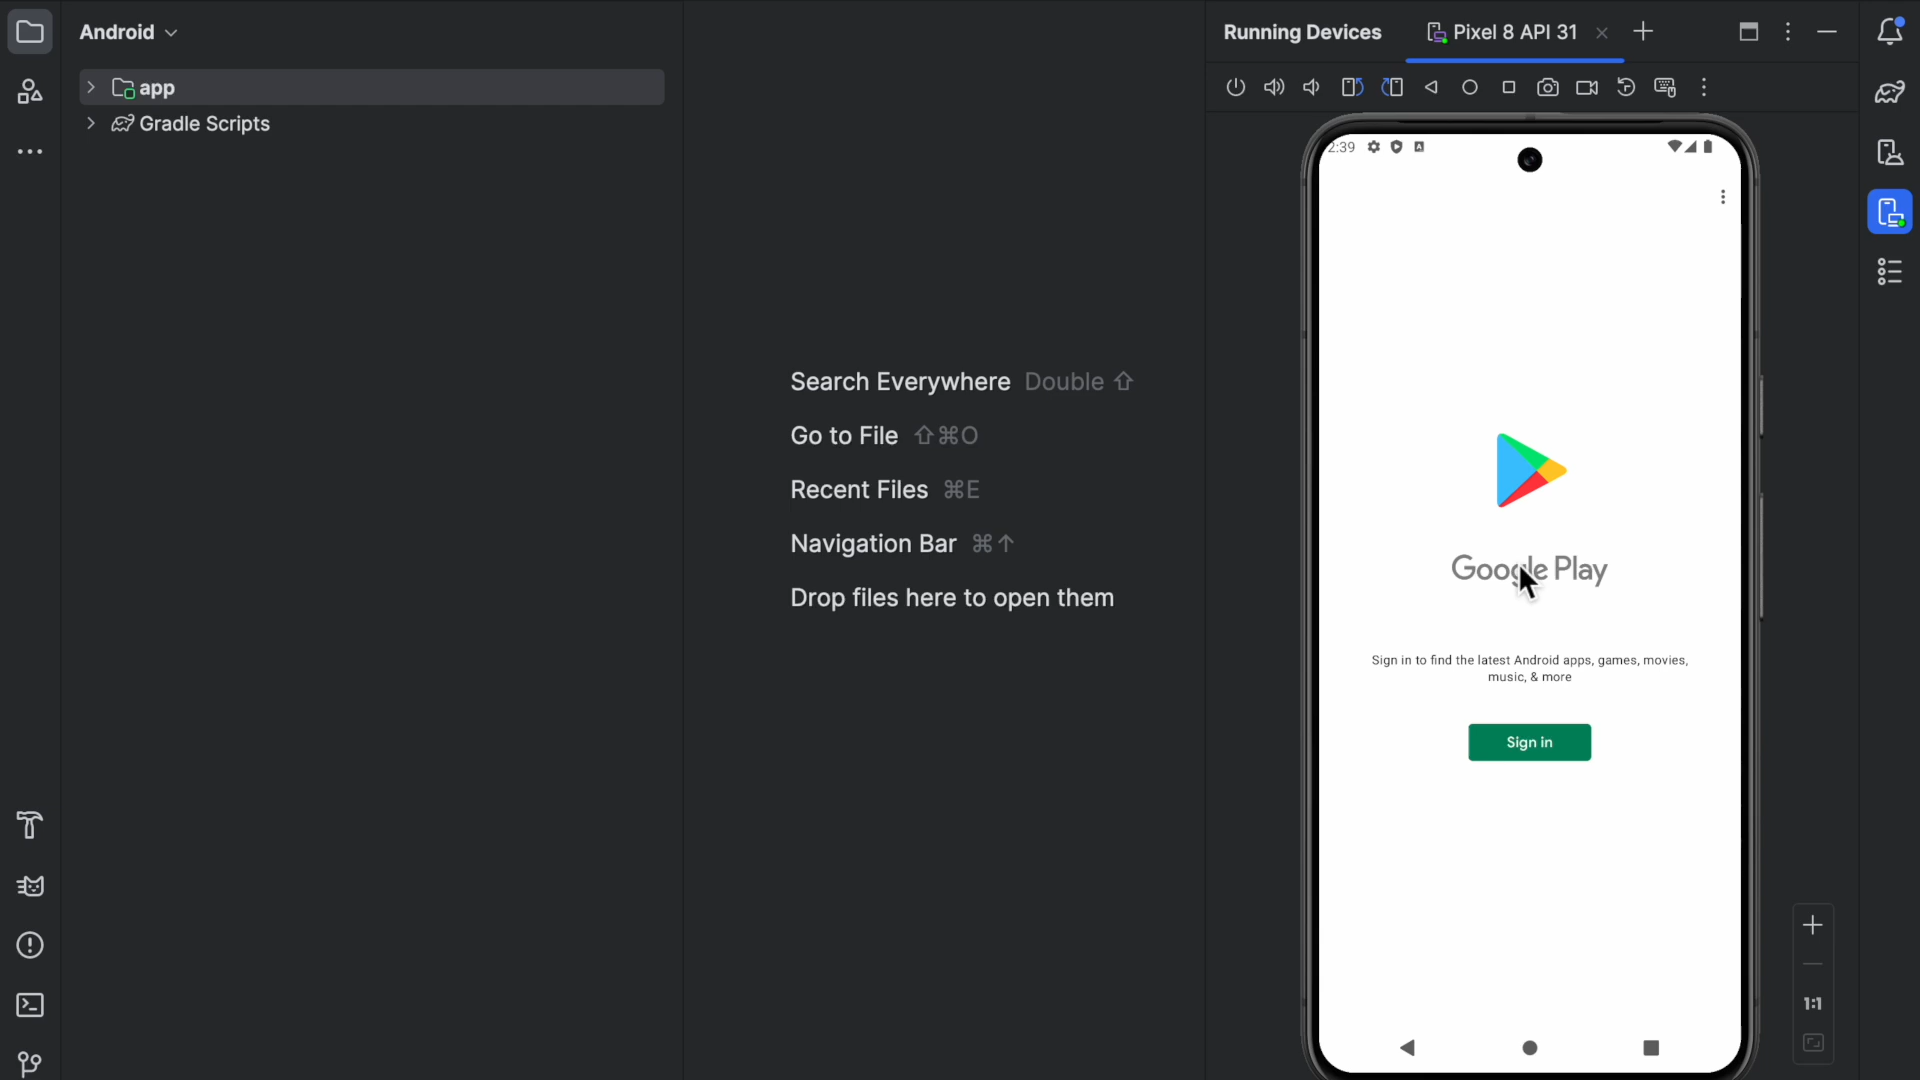 Android
app
Gradle Scripts
Search Everywhere Double ⇧
Go to File ⇧⌘O
Recent Files ⌘E
Navigation Bar ⌘↑
Drop files here to open them
Running Devices Pixel 8 API 31
2:39
Google Play
Sign in to find the latest Android apps, games, movies,
music, & more
Sign in
1:1